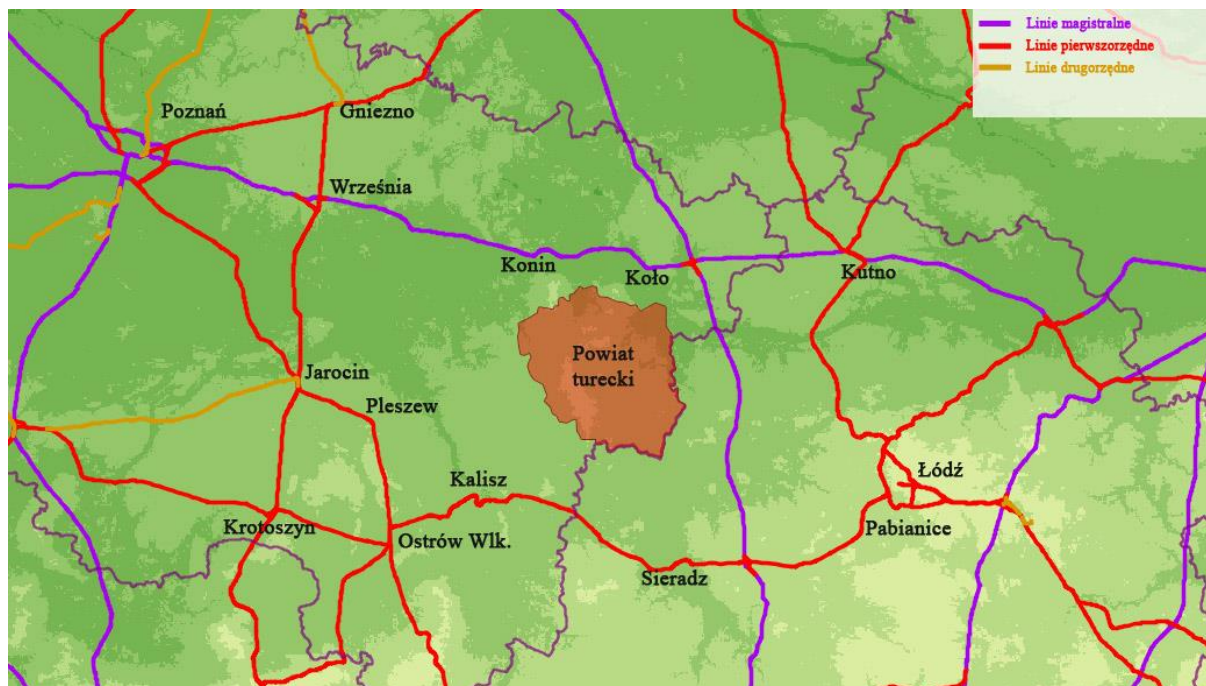 Linie magistralne
Linie pierwszorzędne
Linie drugorzędne
Poznań
Gniezno
Września
Konin
Koło
Kutno
Powiat
turecki
Jarocin
Pleszew
Kalisz
Łódź
Krotoszyn
Ostrów Wlk.
Pabianice
Sieradz